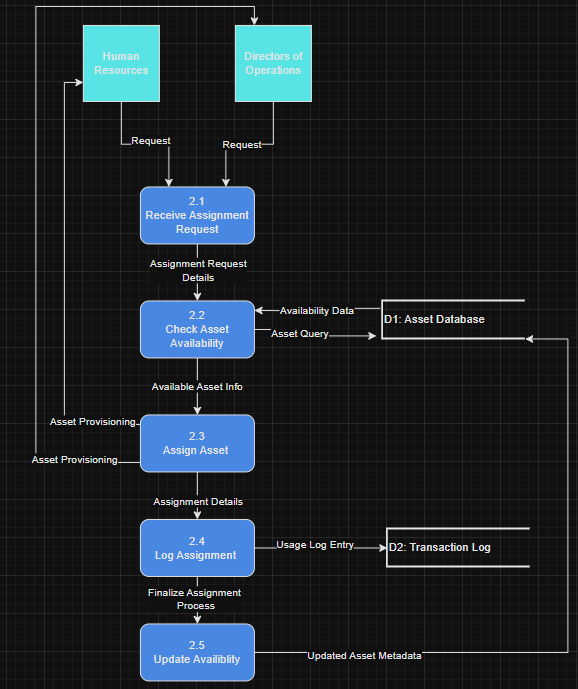 Human
Resources
Directors of
Operations
Request
Request
2.1
Receive Assignment
Request
Assignment Request
Details
2.2
Check Asset
Availability
Availability Data
Asset Query
D1: Asset Database
Available Asset Info
Asset Provisioning
2.3
Assign Asset
Asset Provisioning
Assignment Details
2.4
Log Assignment
Usage Log Entry
D2: Transaction Log
Finalize Assignment
Process
2.5
Update Availiblity
Updated Asset Metadata